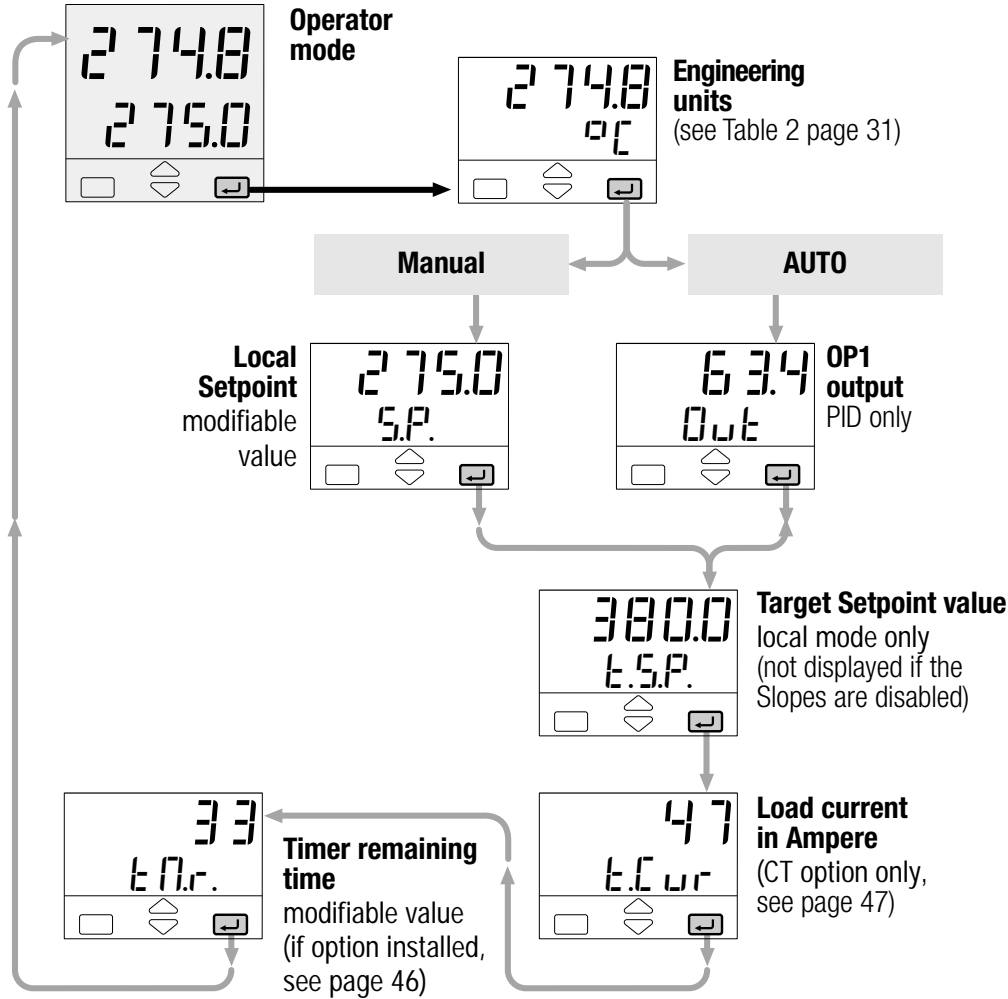 274.8
275.0
Operator
mode
274.8
°C
Engineering
units
(see Table 2 page 31)
Manual
AUTO
Local
Setpoint
modifiable
value
275.0
S.P.
63.4
Out
OP1
output
PID only
380.0
t.S.P.
Target Setpoint value
local mode only
(not displayed if the
Slopes are disabled)
33
tM.r.
Timer remaining
time
modifiable value
(if option installed,
see page 46)
47
t.Cur
Load current
in Ampere
(CT option only,
see page 47)